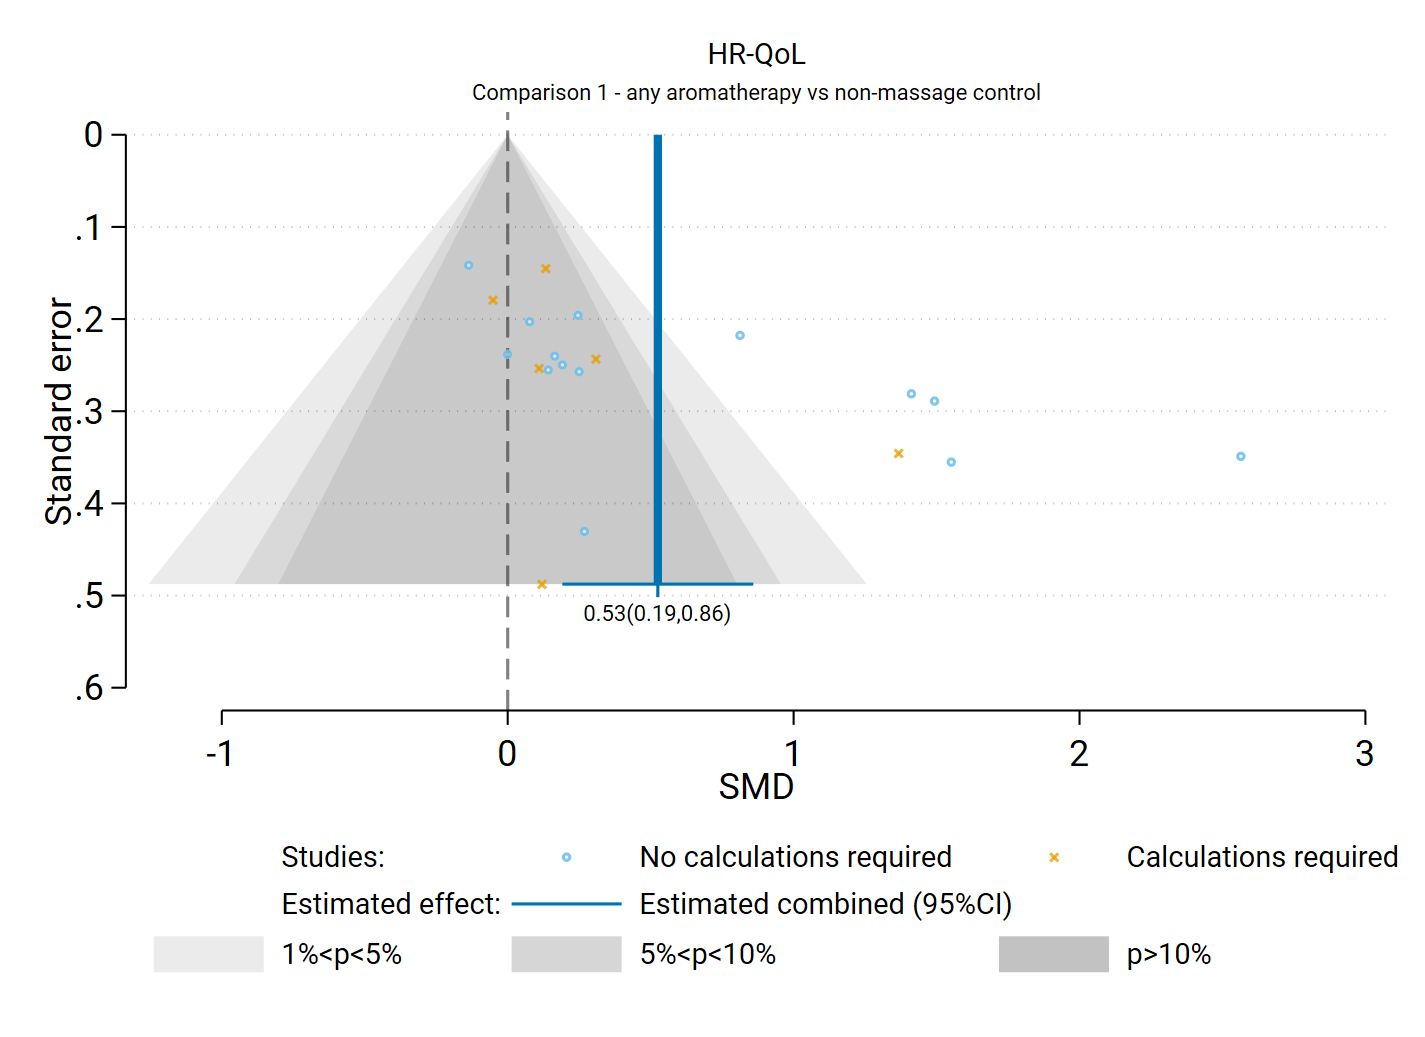 HR-QoL
Comparison 1 - any aromatherapy vs non-massage control
0
.1
.2
.3
.4
.5
.6
Standard error
0.53(0.19,0.86)
-1 0 1 2 3
SMD
Studies: No calculations required Calculations required
Estimated effect: Estimated combined (95%CI)
1%<p<5% 5%<p<10% p>10%